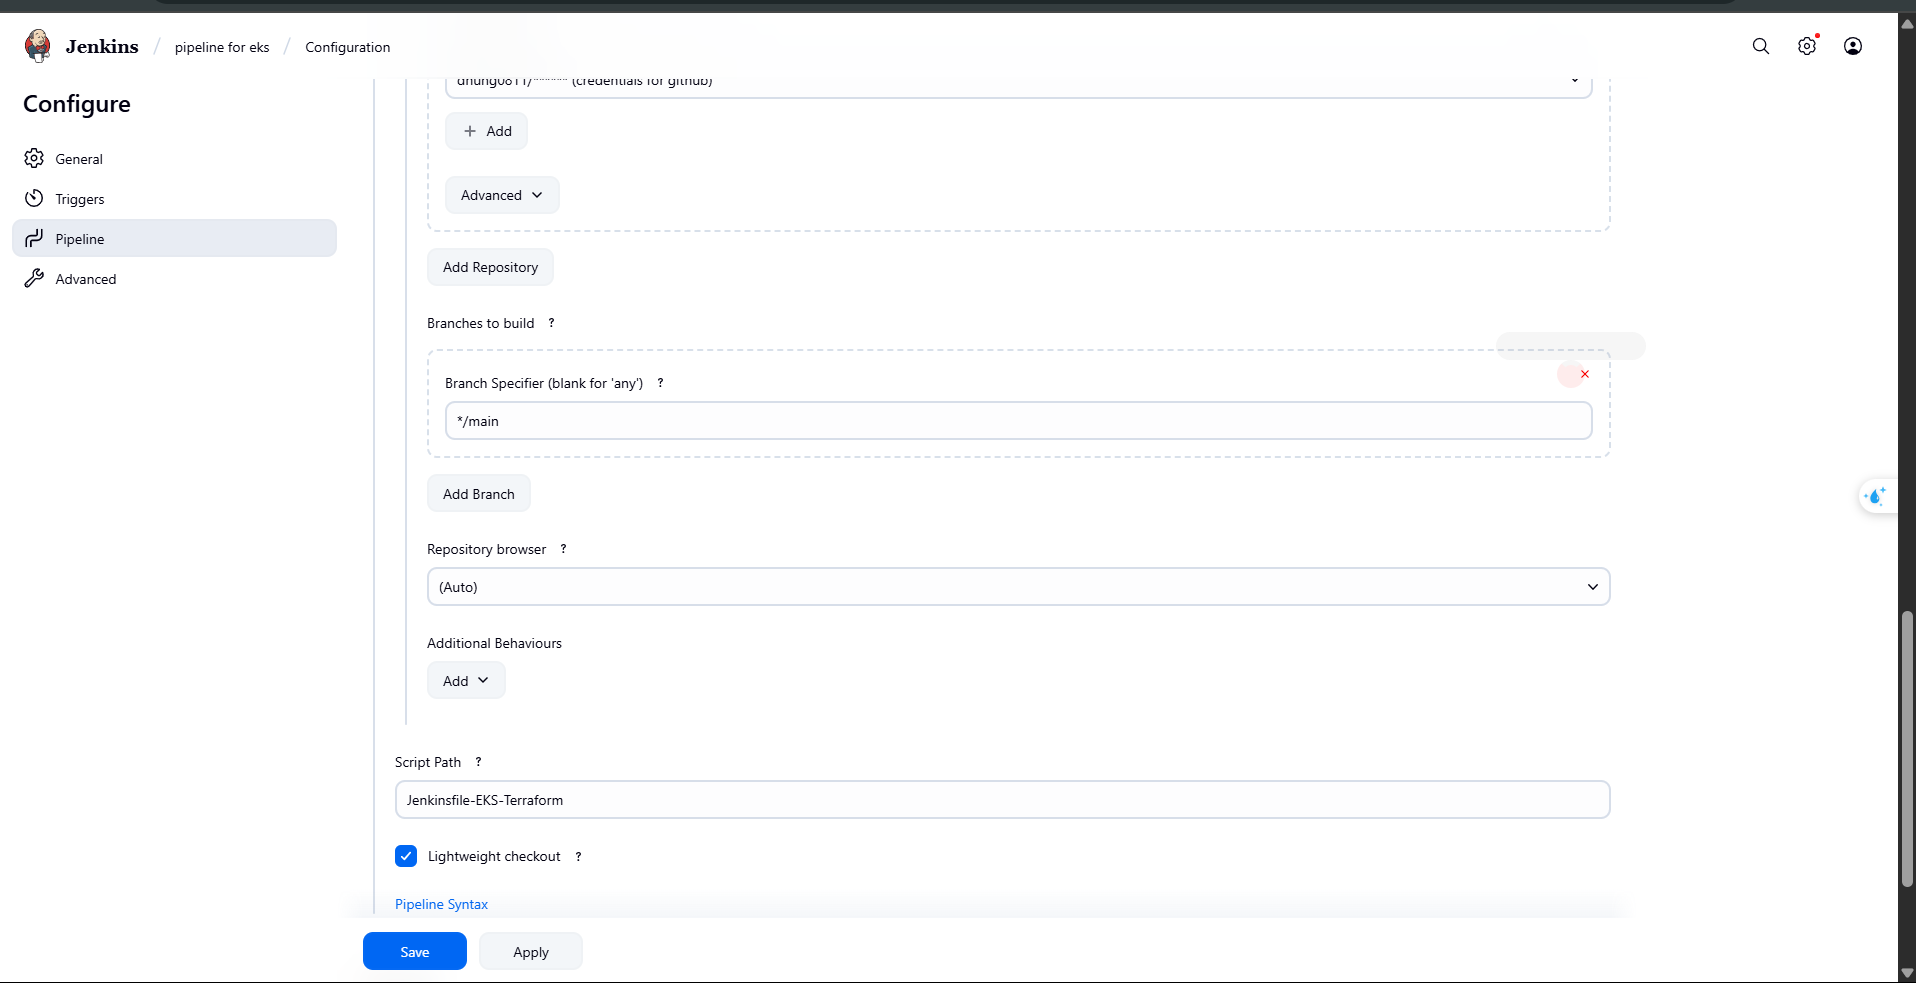 Jenkins / pipeline for eks / Configuration
Configure
General
Triggers
Pipeline
Advanced
(credentials for github)
Add
Advanced
Add Repository
Branches to build ?
Branch Specifier (blank for 'any') ?
*/main
Add Branch
Repository browser ?
(Auto)
Additional Behaviours
Add
Script Path ?
Jenkinsfile-EKS-Terraform
Lightweight checkout ?
Pipeline Syntax
Save
Apply